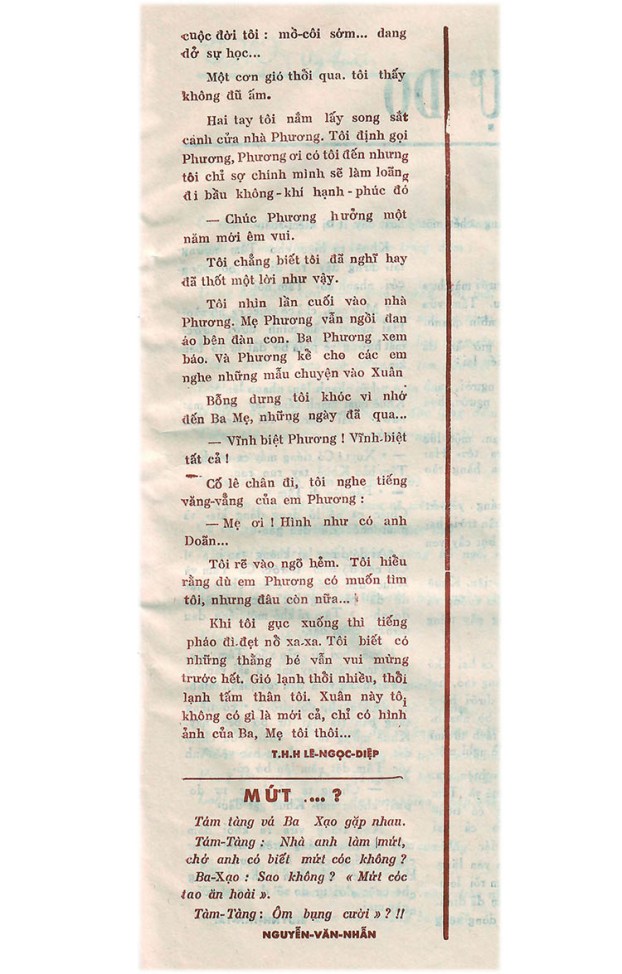 cuộc đời tôi : mồ-côi sớm... dang
dở sự học...
Một cơn gió thổi qua. tôi thấy
không đũ ấm.
Hai tay tôi nắm lấy song sắt
cánh cửa nhà Phương. Tôi định gọi
Phương, Phương ơi có tôi đến nhưng
tôi chỉ sợ chính mình sẽ làm loãng
đi bầu không-khí hạnh-phúc đó
— Chúc Phương hưởng một
năm mới êm vui.
Tôi chẳng biết tôi đã nghĩ hay
đã thốt một lời như vậy.
Tôi nhìn lần cuối vào nhà
Phương. Mẹ Phương vẫn ngồi đan
áo bên đàn con. Ba Phương xem
báo. Và Phương kể cho các em
nghe những mẫu chuyện vào Xuân
Bỗng dưng tôi khóc vì nhớ
đến Ba Mẹ, những ngày đã qua...
— Vĩnh biệt Phương ! Vĩnh-biệt
tất cả !
Cố lê chân đi, tôi nghe tiếng
văng-vẳng của em Phương :
— Mẹ ơi ! Hình như có anh
Doãn...
Tôi rẽ vào ngõ hẻm. Tôi hiểu
rằng dù em Phương có muốn tìm
tôi, nhưng đâu còn nữa...
Khi tôi gục xuống thì tiếng
pháo đì-đẹt nổ xa-xa. Tôi biết có
những thằng bé vẫn vui mừng
trước hết. Gió lạnh thổi nhiều, thổi
lạnh tấm thân tôi. Xuân này tôi
không có gì là mới cả, chỉ có hình
ảnh của Ba, Mẹ tôi thôi...
T.H.H LÊ-NGỌC-DIỆP
MỨT .... ?
Tám tàng và Ba Xạo gặp nhau.
Tám-Tàng : Nhà anh làm mứt,
chớ anh có biết mứt cóc không ?
Ba-Xạo : Sao không ? « Mứt cóc
tao ăn hoài ».
Tàm-Tàng : Ôm bụng cười » ? !!
NGUYỄN-VĂN-NHẪN